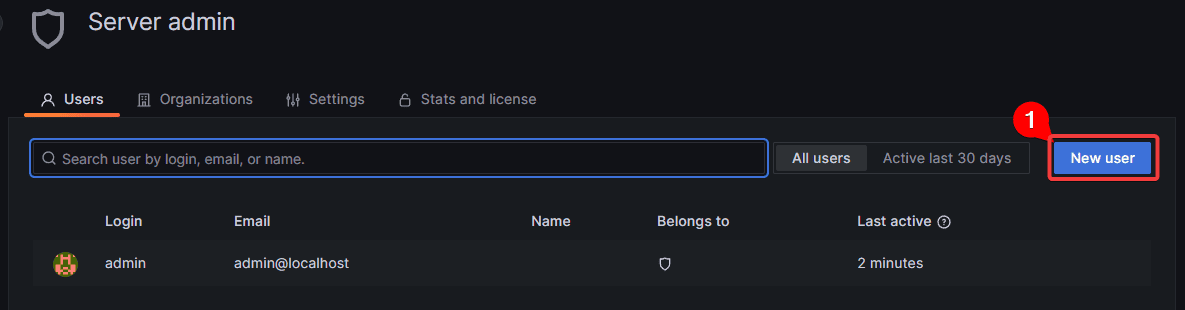 Server admin
Users Organizations Settings Stats and license
1
Search user by login, email, or name. All users Active last 30 days New user
Login Email Name Belongs to Last active
admin admin@localhost 2 minutes